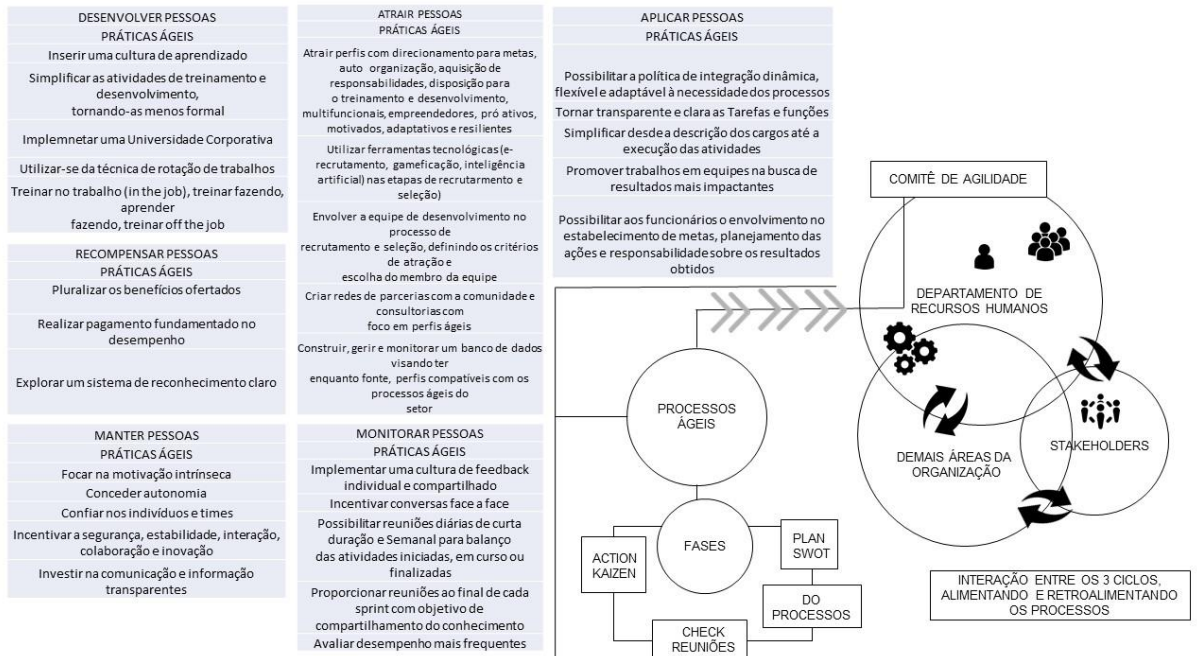 DESENVOLVER PESSOAS
PRÁTICAS ÁGEIS
Inserir uma cultura de aprendizado
Simplificar as atividades de treinamento e
desenvolvimento,
tornando-as menos formal
Implemnetar uma Universidade Corporativa
Utilizar-se da técnica de rotação de trabalhos
Treinar no trabalho (in the job), treinar fazendo,
aprender
fazendo, treinar off the job
RECOMPENSAR PESSOAS
PRÁTICAS ÁGEIS
Pluralizar os benefícios ofertados
Realizar pagamento fundamentado no
desempenho
Explorar um sistema de reconhecimento claro
MANTER PESSOAS
PRÁTICAS ÁGEIS
Focar na motivação intrínseca
Conceder autonomia
Confiar nos indivíduos e times
Incentivar a segurança, estabilidade, interação,
colaboração e inovação
Investir na comunicação e informação
transparentes
ATRAIR PESSOAS
PRÁTICAS ÁGEIS
Atrair perfis com direcionamento para metas,
auto organização, aquisição de
responsabilidades, disposição para
o treinamento e desenvolvimento,
multifuncionais, empreendedores, pró ativos,
motivados, adaptativos e resilientes
Utilizar ferramentas tecnológicas (e-
recrutamento, gameficação, inteligência
artificial) nas etapas de recrutarmento e
seleção)
Envolver a equipe de desenvolvimento no
processo de
recrutamento e seleção, definindo os critérios
de atração e
escolha do membro da equipe
Criar redes de parcerias com a comunidade e
consultorias com
foco em perfis ágeis
Construir, gerir e monitorar um banco de dados
visando ter
enquanto fonte, perfis compatíveis com os
processos ágeis do
setor
MONITORAR PESSOAS
PRÁTICAS ÁGEIS
Implementar uma cultura de feedback
individual e compartilhado
Incentivar conversas face a face
Possibilitar reuniões diárias de curta
duração e Semanal para balanço
das atividades iniciadas, em curso ou
finalizadas
Proporcionar reuniões ao final de cada
sprint com objetivo de
compartilhamento do conhecimento
Avaliar desempenho mais frequentes
APLICAR PESSOAS
PRÁTICAS ÁGEIS
Possibilitar a política de integração dinâmica,
flexível e adaptável à necessidade dos processos
Tornar transparente e clara as Tarefas e funções
Simplificar desde a descrição dos cargos até a
execução das atividades
Promover trabalhos em equipes na busca de
resultados mais impactantes
Possibilitar aos funcionários o envolvimento no
estabelecimento de metas, planejamento das
ações e responsabilidade sobre os resultados
obtidos
PROCESSOS
ÁGEIS
FASES
PLAN
SWOT
DO
PROCESSOS
CHECK
REUNIÕES
ACTION
KAIZEN
COMITÊ DE AGILIDADE
DEPARTAMENTO DE
RECURSOS HUMANOS
DEMAIS ÁREAS DA
ORGANIZAÇÃO
STAKEHOLDERS
INTERAÇÃO ENTRE OS 3 CICLOS,
ALIMENTANDO E RETROALIMENTANDO
OS PROCESSOS